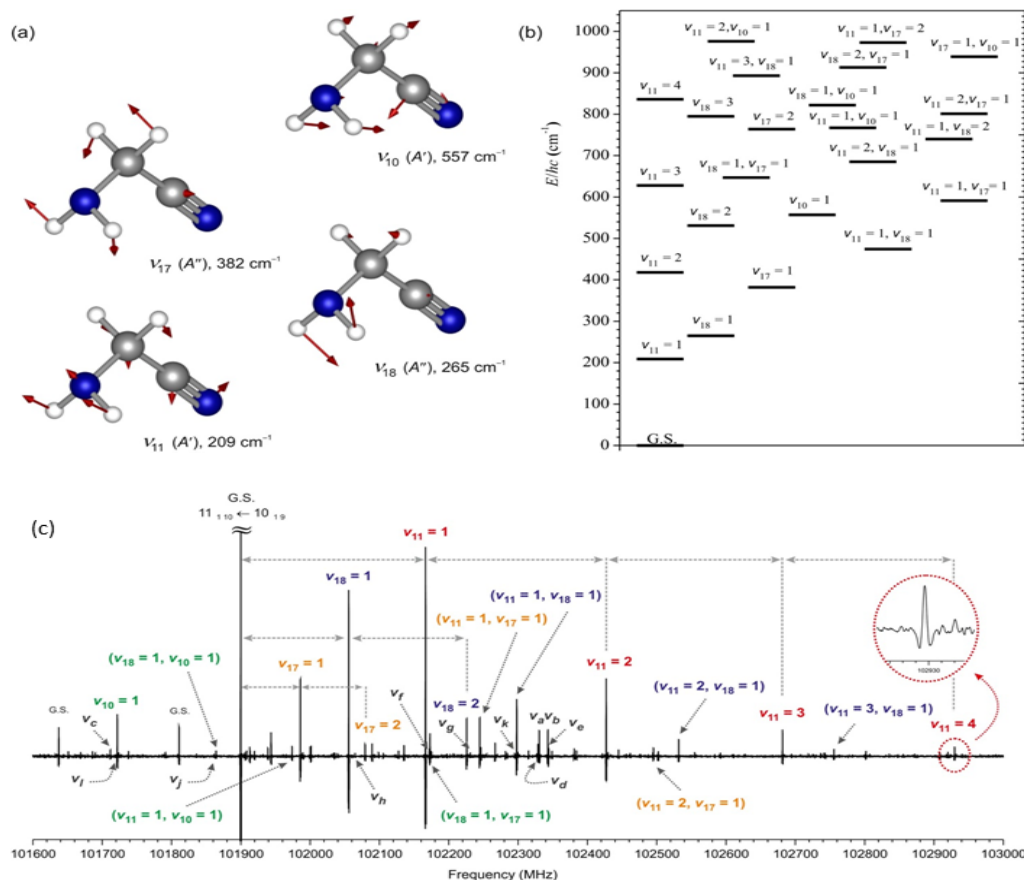 (a)
ν10 (A′), 557 cm⁻¹
ν17 (A″), 382 cm⁻¹
ν18 (A″), 265 cm⁻¹
ν11 (A′), 209 cm⁻¹
(b)
E/hc (cm⁻¹)
1000
900
800
700
600
500
400
300
200
100
0
v11 = 2,v10 = 1
v11 = 1,v17 = 2
v17 = 1, v10 = 1
v11 = 3, v18 = 1
v18 = 2, v17 = 1
v11 = 4
v18 = 3
v18 = 1, v10 = 1
v11 = 2,v17 = 1
v17 = 2
v11 = 1, v10 = 1
v11 = 1, v18 = 2
v11 = 2, v18 = 1
v11 = 3
v18 = 1, v17 = 1
v11 = 1, v17 = 1
v18 = 2
v10 = 1
v11 = 1, v18 = 1
v11 = 2
v17 = 1
v18 = 1
v11 = 1
G.S.
(c)
G.S.
11 1 10 ← 10 1 9
v11 = 1
v18 = 1
(v11 = 1, v18 = 1)
(v11 = 1, v17 = 1)
(v18 = 1, v10 = 1)
v17 = 1
v11 = 2
v10 = 1
G.S.
G.S.
vc
v17 = 2
vf
v18 = 2
vg
vk
va
vb
ve
(v11 = 2, v18 = 1)
v11 = 3
(v11 = 3, v18 = 1)
v11 = 4
102930
vl
vj
vh
vd
(v11 = 1, v10 = 1)
(v18 = 1, v17 = 1)
(v11 = 2, v17 = 1)
101600 101700 101800 101900 102000 102100 102200 102300 102400 102500 102600 102700 102800 102900 103000
Frequency (MHz)